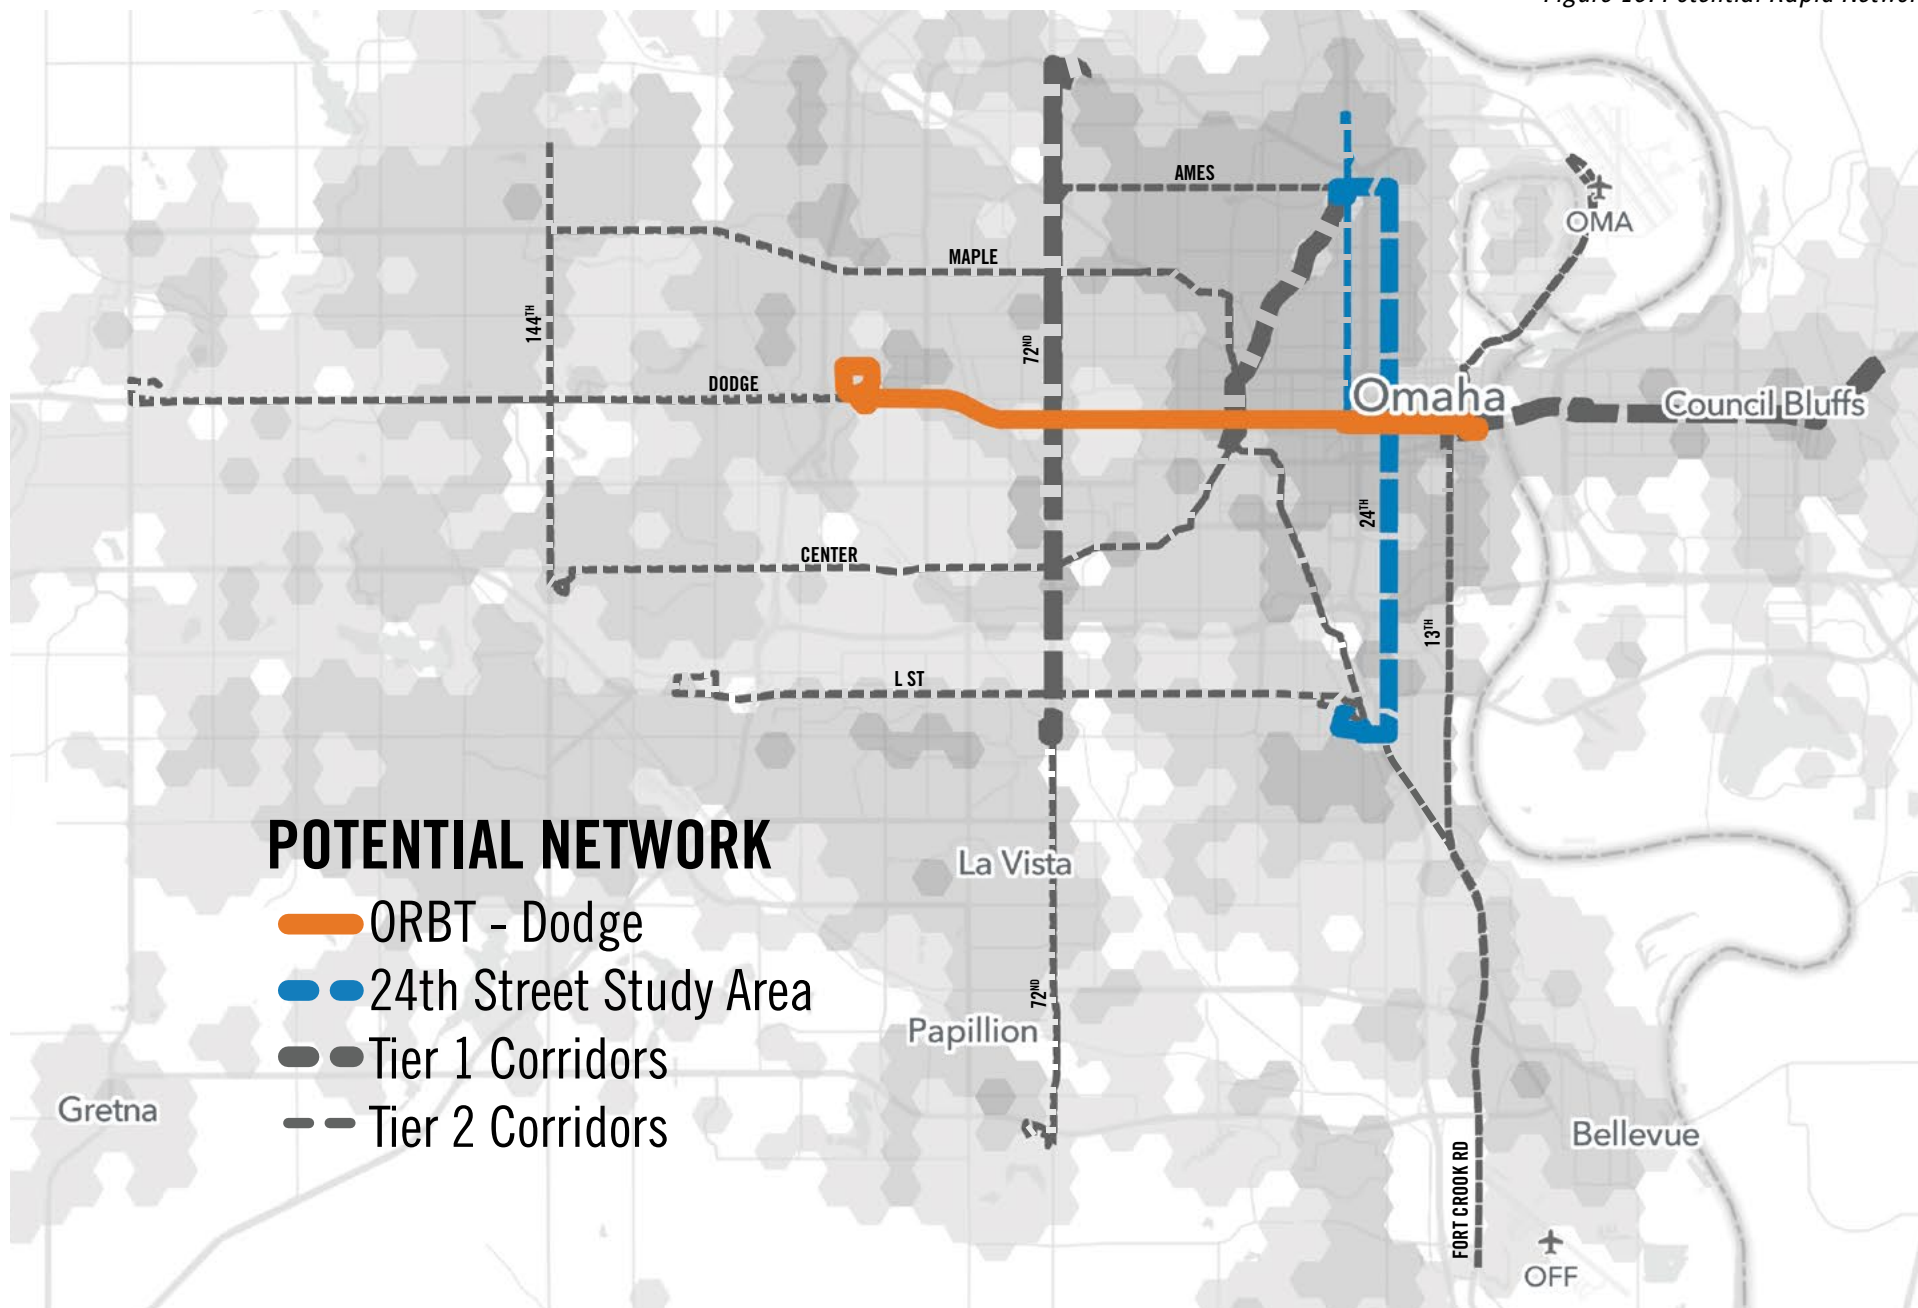 AMES
OMA
MAPLE
144TH
72ND
DODGE
Omaha
Council Bluffs
24TH
CENTER
13TH
L ST
POTENTIAL NETWORK
ORBT - Dodge
24th Street Study Area
Tier 1 Corridors
Tier 2 Corridors
La Vista
72ND
Papillion
Gretna
Bellevue
FORT CROOK RD
OFF